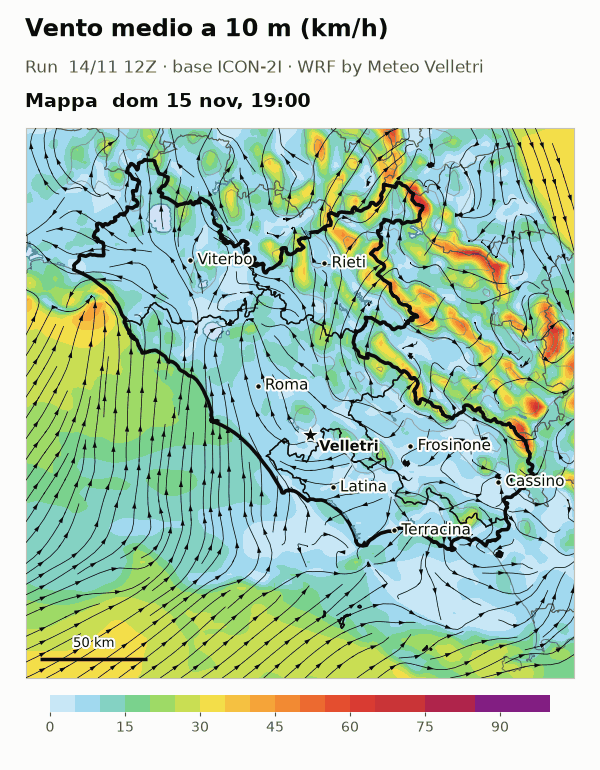 Vento medio a 10 m (km/h)
Run 14/11 12Z · base ICON-2I · WRF by Meteo Velletri
Mappa dom 15 nov, 19:00
Viterbo
Rieti
Roma
Velletri
Frosinone
Latina
Cassino
Terracina
50 km
0 15 30 45 60 75 90